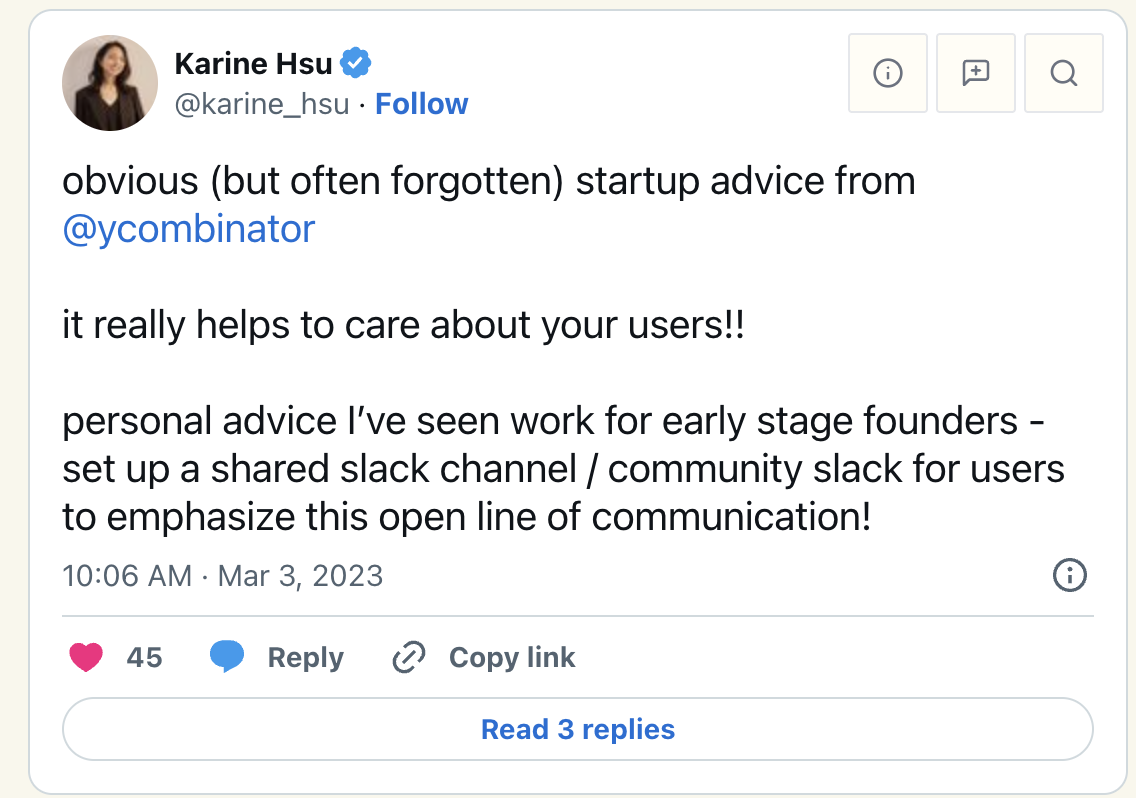 Karine Hsu
@karine_hsu · Follow
obvious (but often forgotten) startup advice from
@ycombinator
it really helps to care about your users!!
personal advice I’ve seen work for early stage founders -
set up a shared slack channel / community slack for users
to emphasize this open line of communication!
10:06 AM · Mar 3, 2023
45 Reply Copy link
Read 3 replies